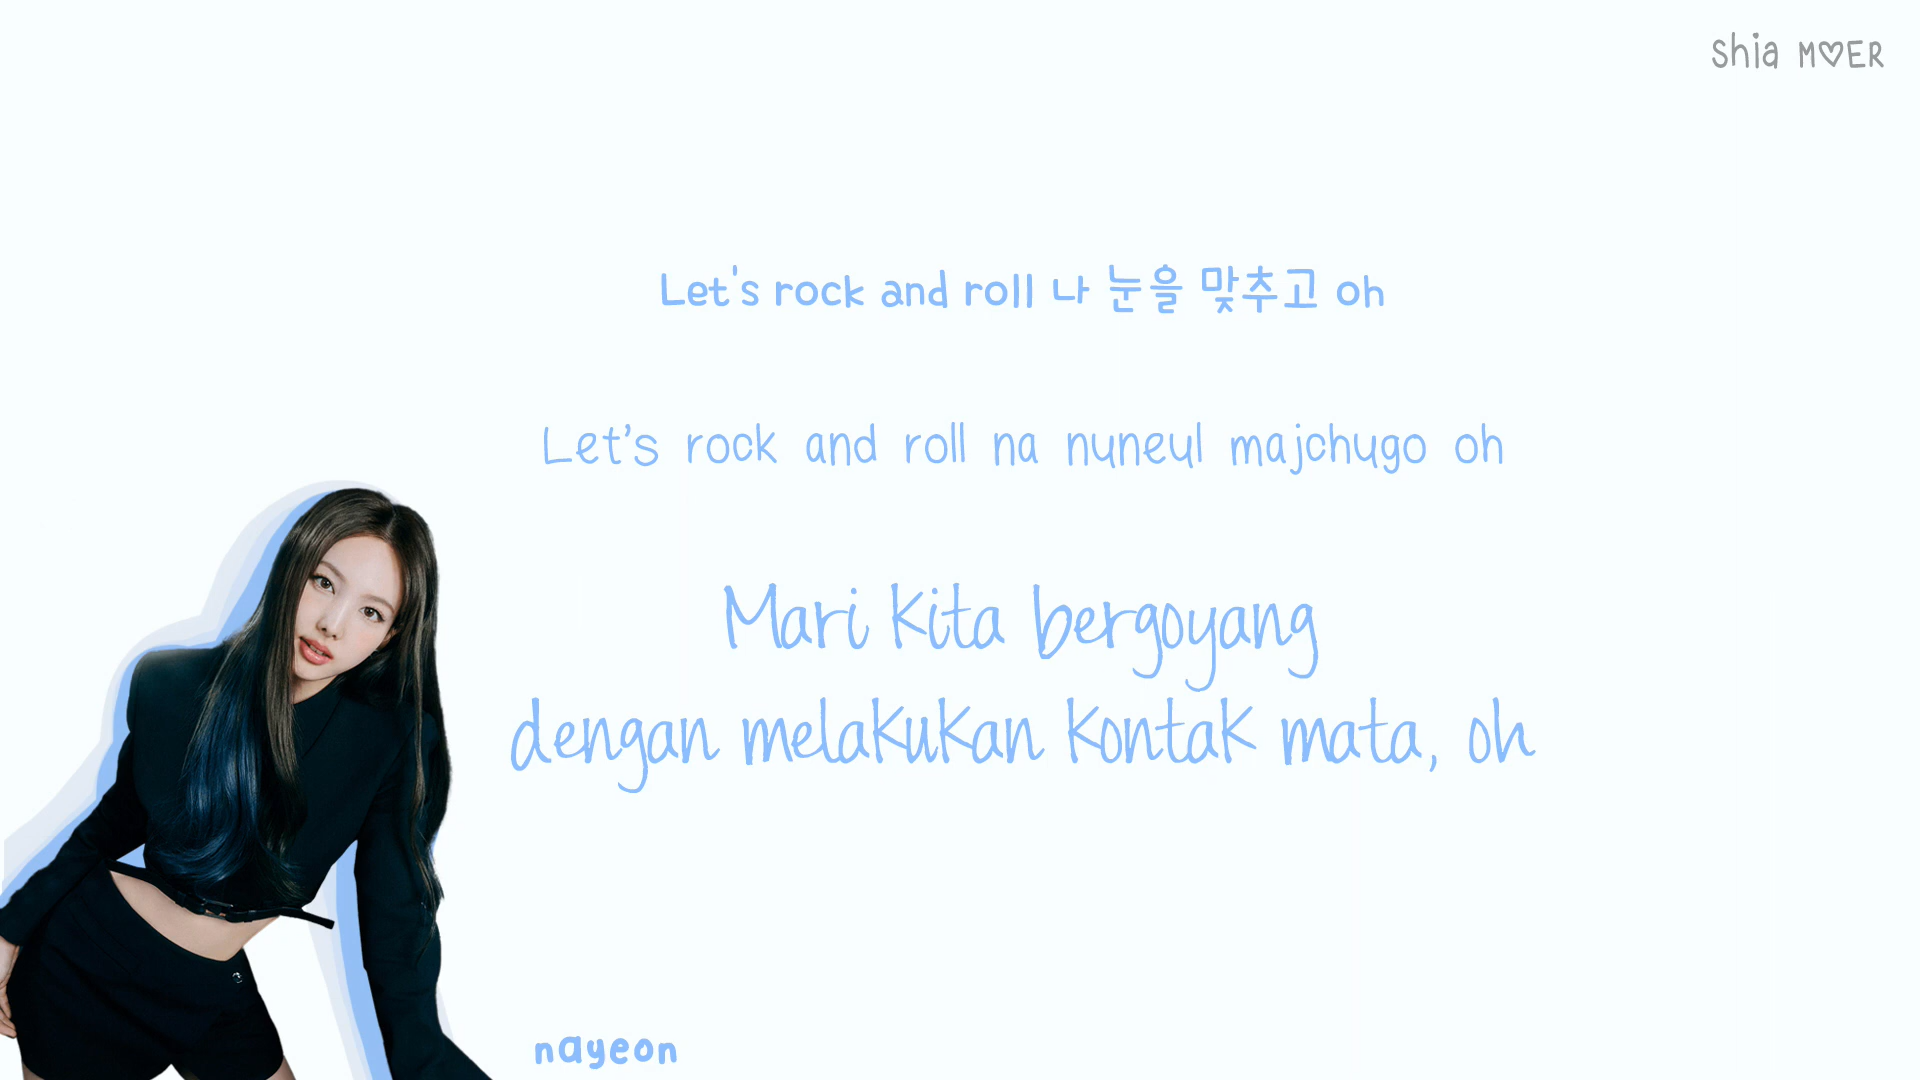 Shia M♡ER
Let's rock and roll 나 눈을 맞추고 oh
Let's rock and roll na nuneul majchugo oh
Mari kita bergoyang
dengan melakukan kontak mata, oh
nayeon